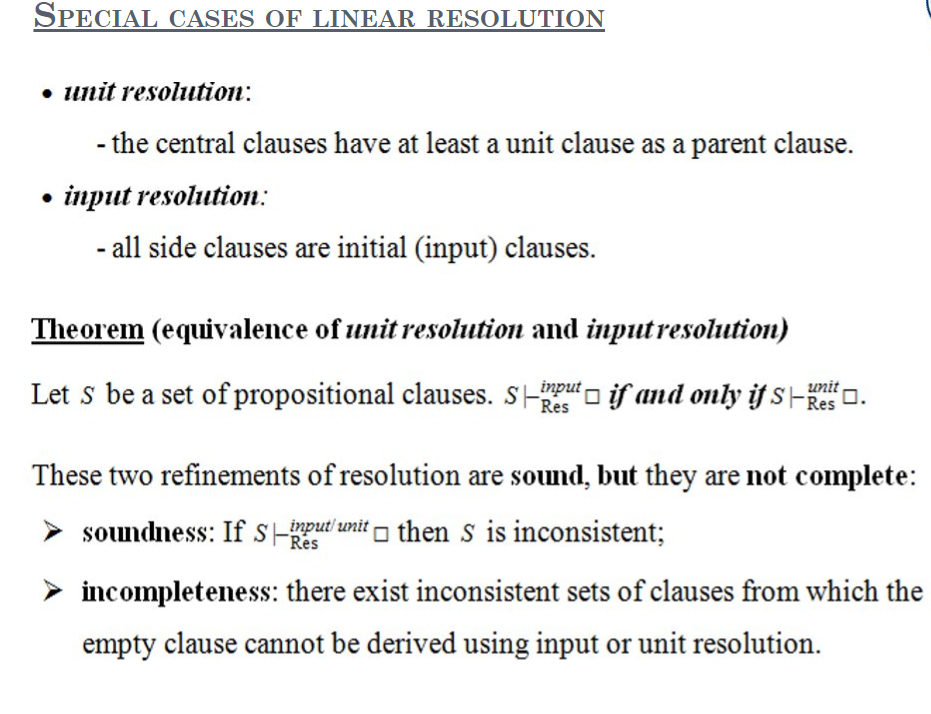 SPECIAL CASES OF LINEAR RESOLUTION
• unit resolution:
- the central clauses have at least a unit clause as a parent clause.
• input resolution:
- all side clauses are initial (input) clauses.
Theorem (equivalence of unit resolution and input resolution)
Let S be a set of propositional clauses. S ⊢ input Res □ if and only if S ⊢ unit Res □.
These two refinements of resolution are sound, but they are not complete:
➢ soundness: If S ⊢ input/unit Res □ then S is inconsistent;
➢ incompleteness: there exist inconsistent sets of clauses from which the
empty clause cannot be derived using input or unit resolution.